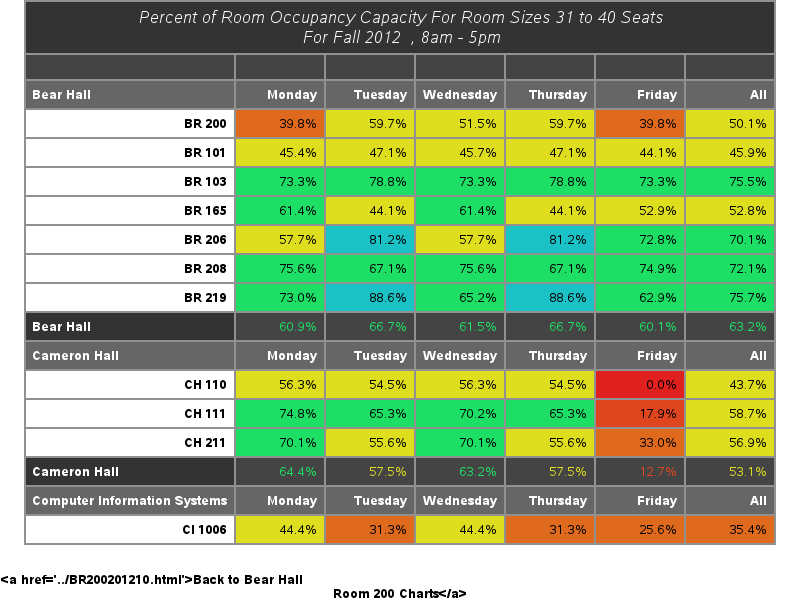 Percent of Room Occupancy Capacity For Room Sizes 31 to 40 Seats
For Fall 2012 , 8am - 5pm
Bear Hall Monday Tuesday Wednesday Thursday Friday All
BR 200 39.8% 59.7% 51.5% 59.7% 39.8% 50.1%
BR 101 45.4% 47.1% 45.7% 47.1% 44.1% 45.9%
BR 103 73.3% 78.8% 73.3% 78.8% 73.3% 75.5%
BR 165 61.4% 44.1% 61.4% 44.1% 52.9% 52.8%
BR 206 57.7% 81.2% 57.7% 81.2% 72.8% 70.1%
BR 208 75.6% 67.1% 75.6% 67.1% 74.9% 72.1%
BR 219 73.0% 88.6% 65.2% 88.6% 62.9% 75.7%
Bear Hall 60.9% 66.7% 61.5% 66.7% 60.1% 63.2%
Cameron Hall Monday Tuesday Wednesday Thursday Friday All
CH 110 56.3% 54.5% 56.3% 54.5% 0.0% 43.7%
CH 111 74.8% 65.3% 70.2% 65.3% 17.9% 58.7%
CH 211 70.1% 55.6% 70.1% 55.6% 33.0% 56.9%
Cameron Hall 64.4% 57.5% 63.2% 57.5% 12.7% 53.1%
Computer Information Systems Monday Tuesday Wednesday Thursday Friday All
CI 1006 44.4% 31.3% 44.4% 31.3% 25.6% 35.4%
<a href='../BR200201210.html'>Back to Bear Hall
Room 200 Charts</a>